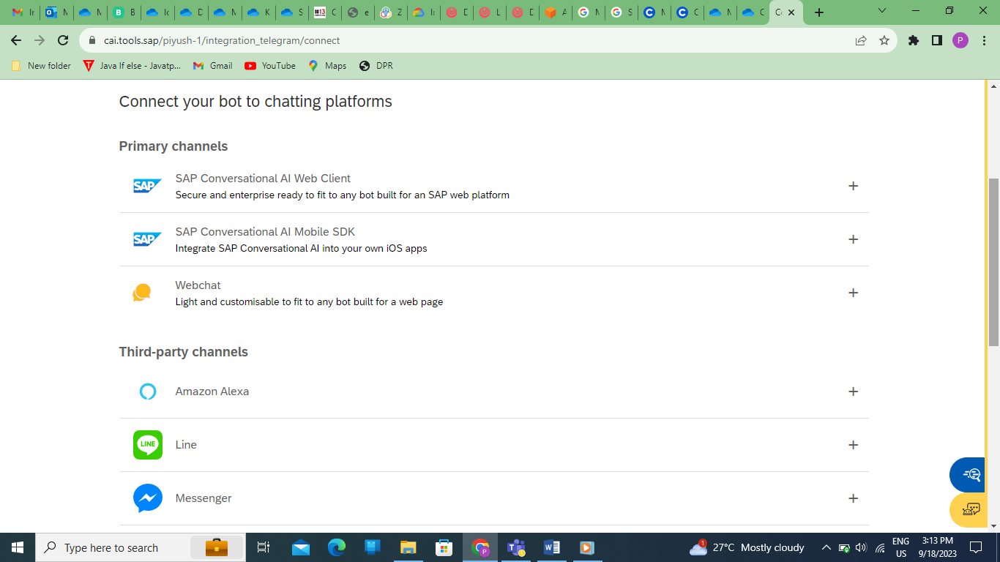 cai.tools.sap/piyush-1/integration_telegram/connect
P
New folder
Java If else - Javatp...
Gmail
YouTube
Maps
DPR
Connect your bot to chatting platforms
Primary channels
SAP
SAP Conversational AI Web Client
Secure and enterprise ready to fit to any bot built for an SAP web platform
SAP
SAP Conversational AI Mobile SDK
Integrate SAP Conversational AI into your own iOS apps
Webchat
Light and customisable to fit to any bot built for a web page
Third-party channels
Amazon Alexa
LINE
Line
Messenger
Type here to search
1
27°C Mostly cloudy
ENG
US
3:13 PM
9/18/2023